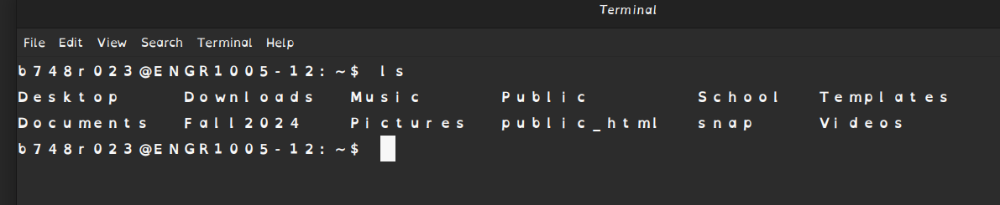 Terminal
File Edit View Search Terminal Help
b748r023@ENGR1005-12:~$ ls
Desktop Downloads Music Public School Templates
Documents Fall2024 Pictures public_html snap Videos
b748r023@ENGR1005-12:~$